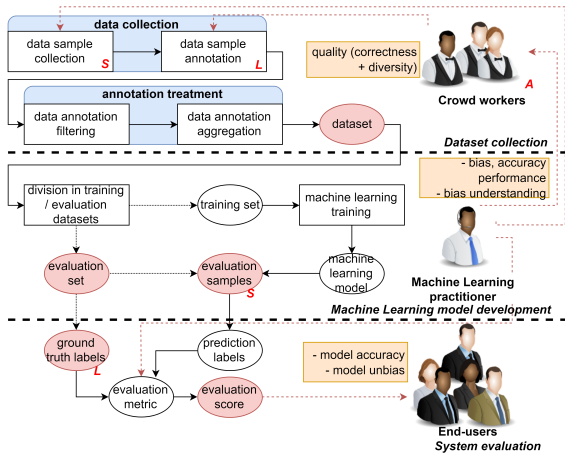 data collection
data sample
collection
S
data sample
annotation
L
quality (correctness
+ diversity)
A
Crowd workers
annotation treatment
data annotation
filtering
data annotation
aggregation
dataset
Dataset collection
- bias, accuracy
performance
- bias understanding
division in training
/ evaluation
datasets
training set
machine learning
training
evaluation
set
evaluation
samples
S
machine
learning
model
Machine Learning
practitioner
Machine Learning model development
ground
truth labels
L
prediction
labels
- model accuracy
- model unbias
evaluation
metric
evaluation
score
End-users
System evaluation